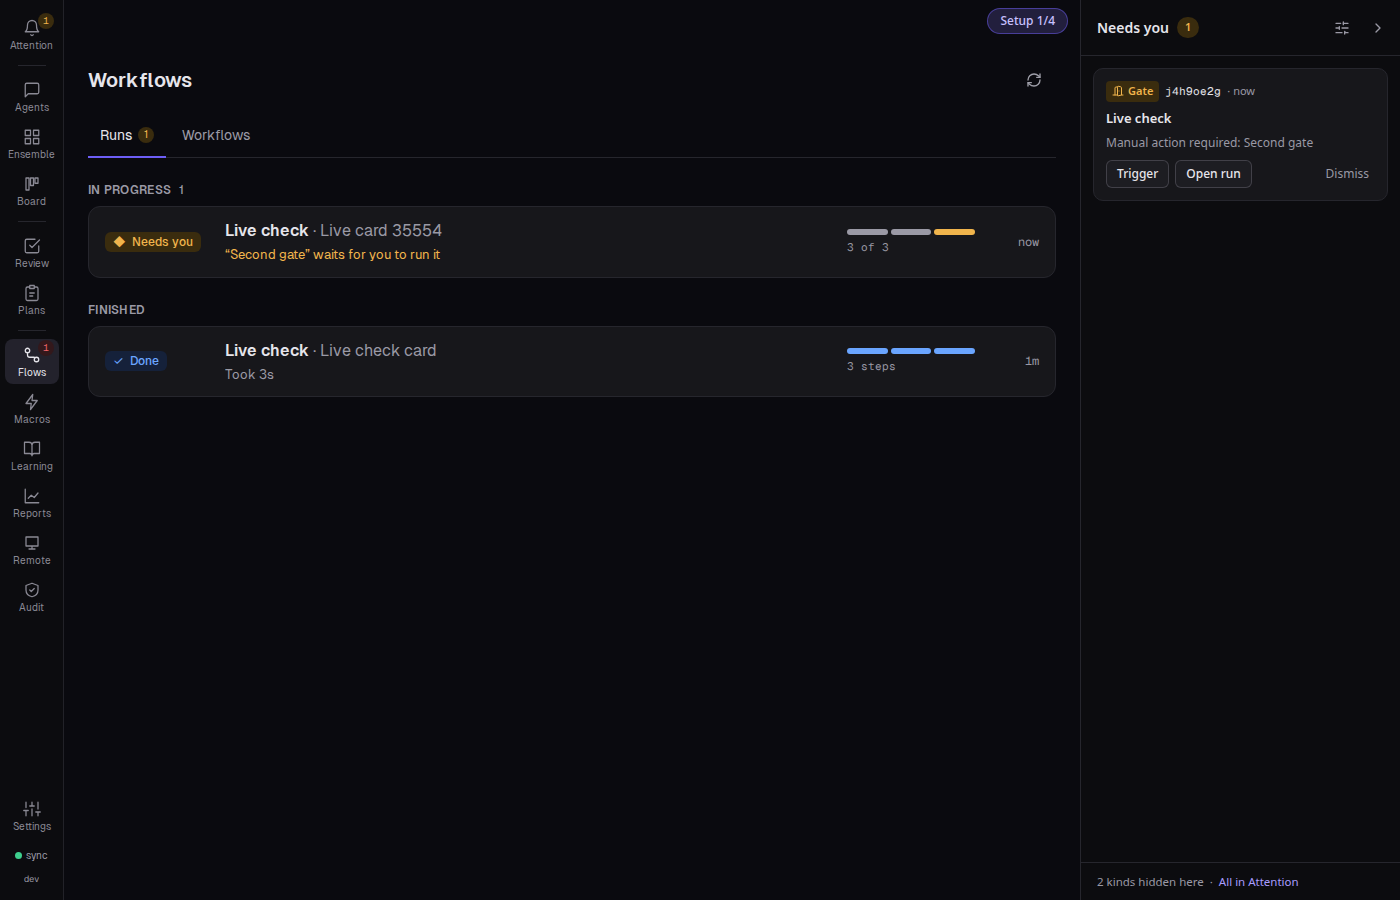 1
Attention
Agents
Ensemble
Board
Review
Plans
1
Flows
Macros
Learning
Reports
Remote
Audit
Settings
sync
dev
Setup 1/4
Workflows
Runs 1 Workflows
IN PROGRESS 1
Needs you
Live check · Live card 35554
“Second gate” waits for you to run it
3 of 3
now
FINISHED
Done
Live check · Live check card
Took 3s
3 steps
1m
Needs you 1
Gate j4h9oe2g · now
Live check
Manual action required: Second gate
Trigger Open run Dismiss
2 kinds hidden here · All in Attention